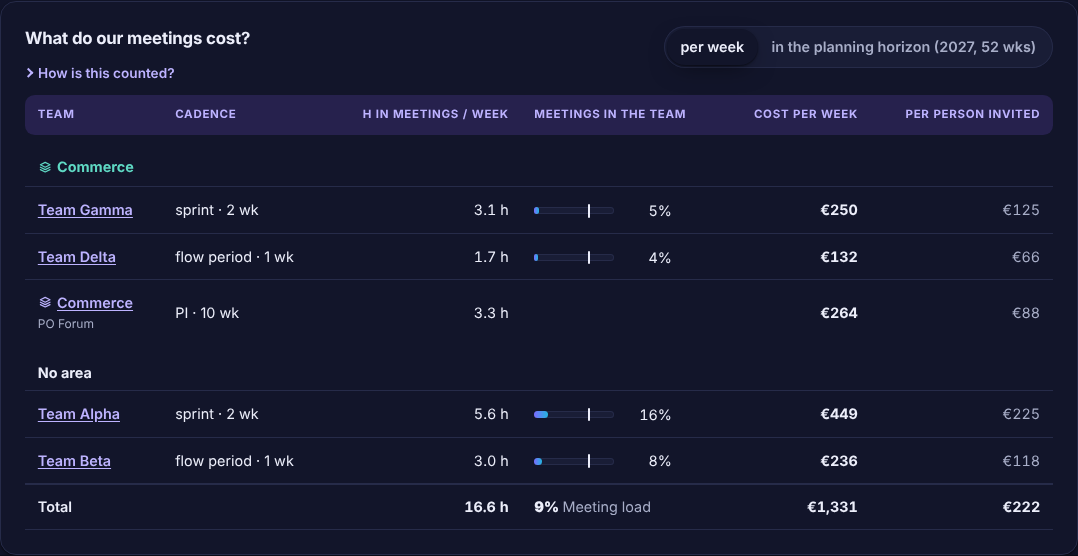 What do our meetings cost?
per week in the planning horizon (2027, 52 wks)
How is this counted?
TEAM CADENCE H IN MEETINGS / WEEK MEETINGS IN THE TEAM COST PER WEEK PER PERSON INVITED
Commerce
Team Gamma sprint · 2 wk 3.1 h 5% €250 €125
Team Delta flow period · 1 wk 1.7 h 4% €132 €66
Commerce
PO Forum
PI · 10 wk 3.3 h €264 €88
No area
Team Alpha sprint · 2 wk 5.6 h 16% €449 €225
Team Beta flow period · 1 wk 3.0 h 8% €236 €118
Total 16.6 h 9% Meeting load €1,331 €222